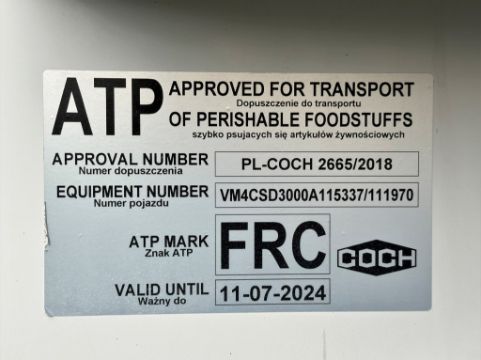 ATP APPROVED FOR TRANSPORT
Dopuszczenie do transportu
OF PERISHABLE FOODSTUFFS
szybko psujących się artykułów żywnościowych
APPROVAL NUMBER PL-COCH 2665/2018
Numer dopuszczenia
EQUIPMENT NUMBER VM4CSD3000A115337/111970
Numer pojazdu
ATP MARK FRC COCH
Znak ATP
VALID UNTIL 11-07-2024
Ważny do